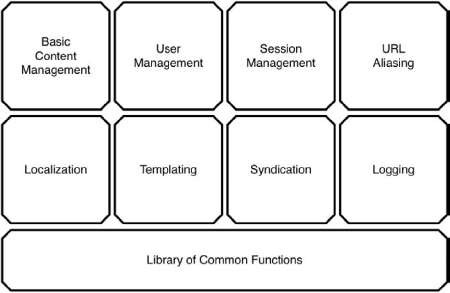 Basic
Content
Management
User
Management
Session
Management
URL
Aliasing
Localization
Templating
Syndication
Logging
Library of Common Functions